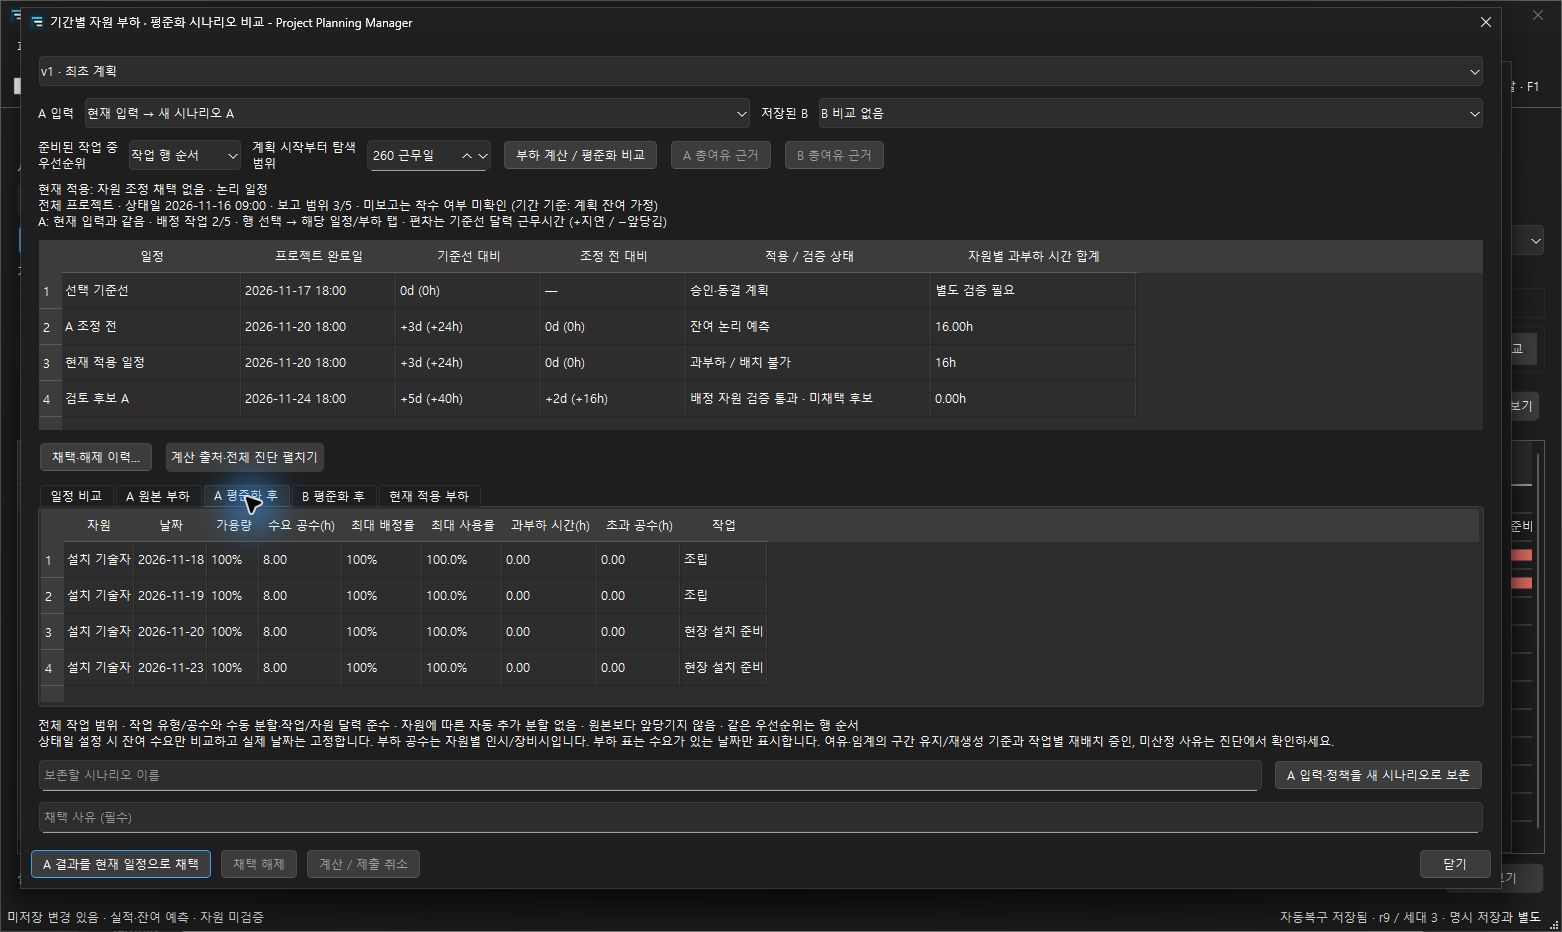 기간별 자원 부하 · 평준화 시나리오 비교 - Project Planning Manager
v1 · 최초 계획
· F1
A 입력 현재 입력 → 새 시나리오 A 저장된 B B 비교 없음
준비된 작업 중 우선순위 작업 행 순서 계획 시작부터 탐색 범위 260 근무일 부하 계산 / 평준화 비교 A 총여유 근거 B 총여유 근거
현재 적용: 자원 조정 채택 없음 · 논리 일정
전체 프로젝트 · 상태일 2026-11-16 09:00 · 보고 범위 3/5 · 미보고는 착수 여부 미확인 (기간 기준: 계획 잔여 가정)
A: 현재 입력과 같음 · 배정 작업 2/5 · 행 선택 → 해당 일정/부하 탭 · 편차는 기준선 달력 근무시간 (+지연 / −앞당김)
일정 프로젝트 완료일 기준선 대비 조정 전 대비 적용 / 검증 상태 자원별 과부하 시간 합계
1 선택 기준선 2026-11-17 18:00 0d (0h) — 승인·동결 계획 별도 검증 필요
2 A 조정 전 2026-11-20 18:00 +3d (+24h) 0d (0h) 잔여 논리 예측 16.00h
3 현재 적용 일정 2026-11-20 18:00 +3d (+24h) 0d (0h) 과부하 / 배치 불가 16h
교
4 검토 후보 A 2026-11-24 18:00 +5d (+40h) +2d (+16h) 배정 자원 검증 통과 · 미채택 후보 0.00h
보기
채택·해제 이력... 계산 출처·전체 진단 펼치기
일정 비교 A 원본 부하 A 평준화 후 B 평준화 후 현재 적용 부하
자원 날짜 가용량 수요 공수(h) 최대 배정률 최대 사용률 과부하 시간(h) 초과 공수(h) 작업
준비
1 설치 기술자 2026-11-18 100% 8.00 100% 100.0% 0.00 0.00 조립
2 설치 기술자 2026-11-19 100% 8.00 100% 100.0% 0.00 0.00 조립
3 설치 기술자 2026-11-20 100% 8.00 100% 100.0% 0.00 0.00 현장 설치 준비
4 설치 기술자 2026-11-23 100% 8.00 100% 100.0% 0.00 0.00 현장 설치 준비
전체 작업 범위 · 작업 유형/공수와 수동 분할·작업/자원 달력 준수 · 자원에 따른 자동 추가 분할 없음 · 원본보다 앞당기지 않음 · 같은 우선순위는 행 순서
상태일 설정 시 잔여 수요만 비교하고 실제 날짜는 고정합니다. 부하 공수는 자원별 인시/장비시입니다. 부하 표는 수요가 있는 날짜만 표시합니다. 여유·임계의 구간 유지/재생성 기준과 작업별 재배치 증인, 미산정 사유는 진단에서 확인하세요.
보존할 시나리오 이름 A 입력·정책을 새 시나리오로 보존
채택 사유 (필수)
A 결과를 현재 일정으로 채택 채택 해제 계산 / 제출 취소 닫기
미저장 변경 있음 · 실적·잔여 예측 · 자원 미검증 자동복구 저장됨 · r9 / 세대 3 · 명시 저장과 별도